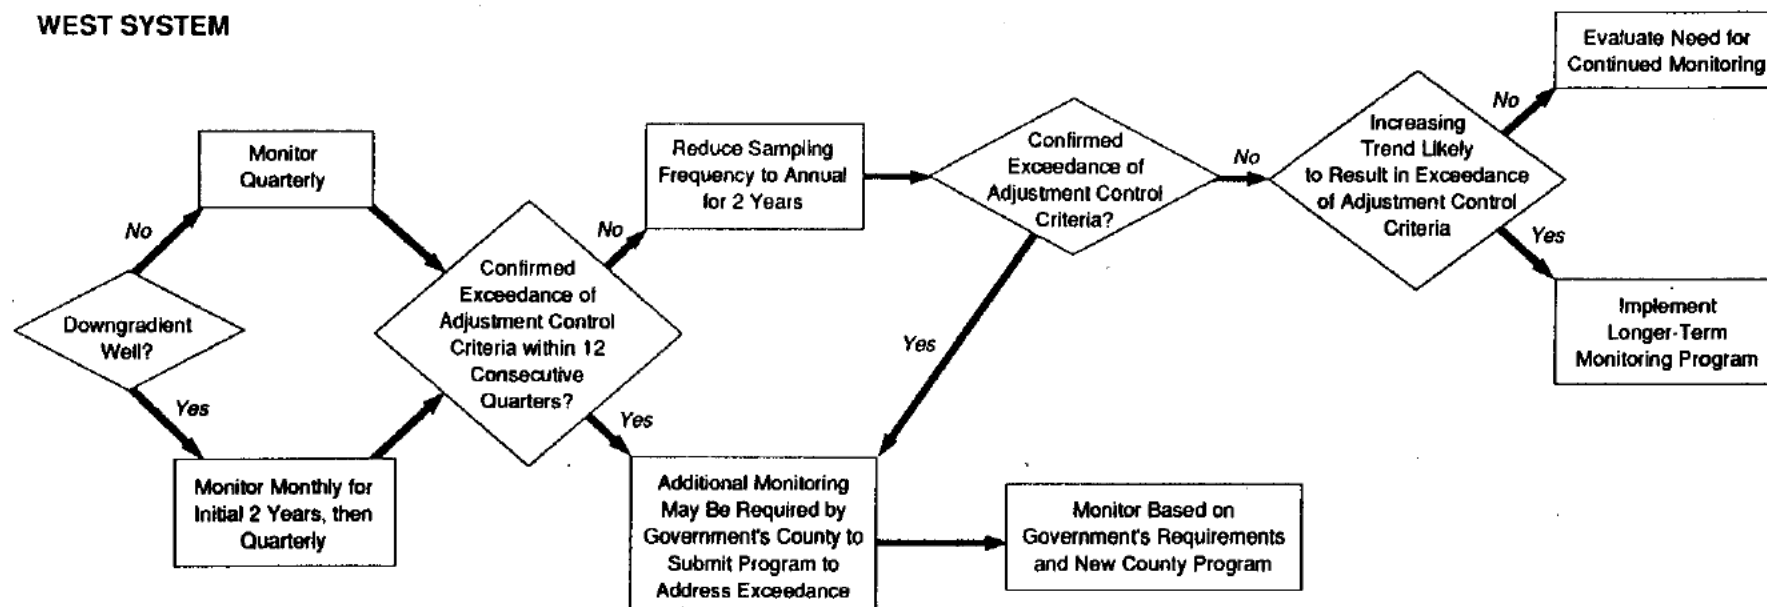 WEST SYSTEM
Downgradient
Well?
No
Yes
Monitor
Quarterly
Monitor Monthly for
Initial 2 Years, then
Quarterly
Confirmed
Exceedance of
Adjustment Control
Criteria within 12
Consecutive
Quarters?
No
Yes
Reduce Sampling
Frequency to Annual
for 2 Years
Additional Monitoring
May Be Required by
Government's County to
Submit Program to
Address Exceedance
Monitor Based on
Government's Requirements
and New County Program
Confirmed
Exceedance of
Adjustment Control
Criteria?
Yes
No
Increasing
Trend Likely
to Result in Exceedance
of Adjustment Control
Criteria
No
Yes
Evaluate Need for
Continued Monitoring
Implement
Longer-Term
Monitoring Program